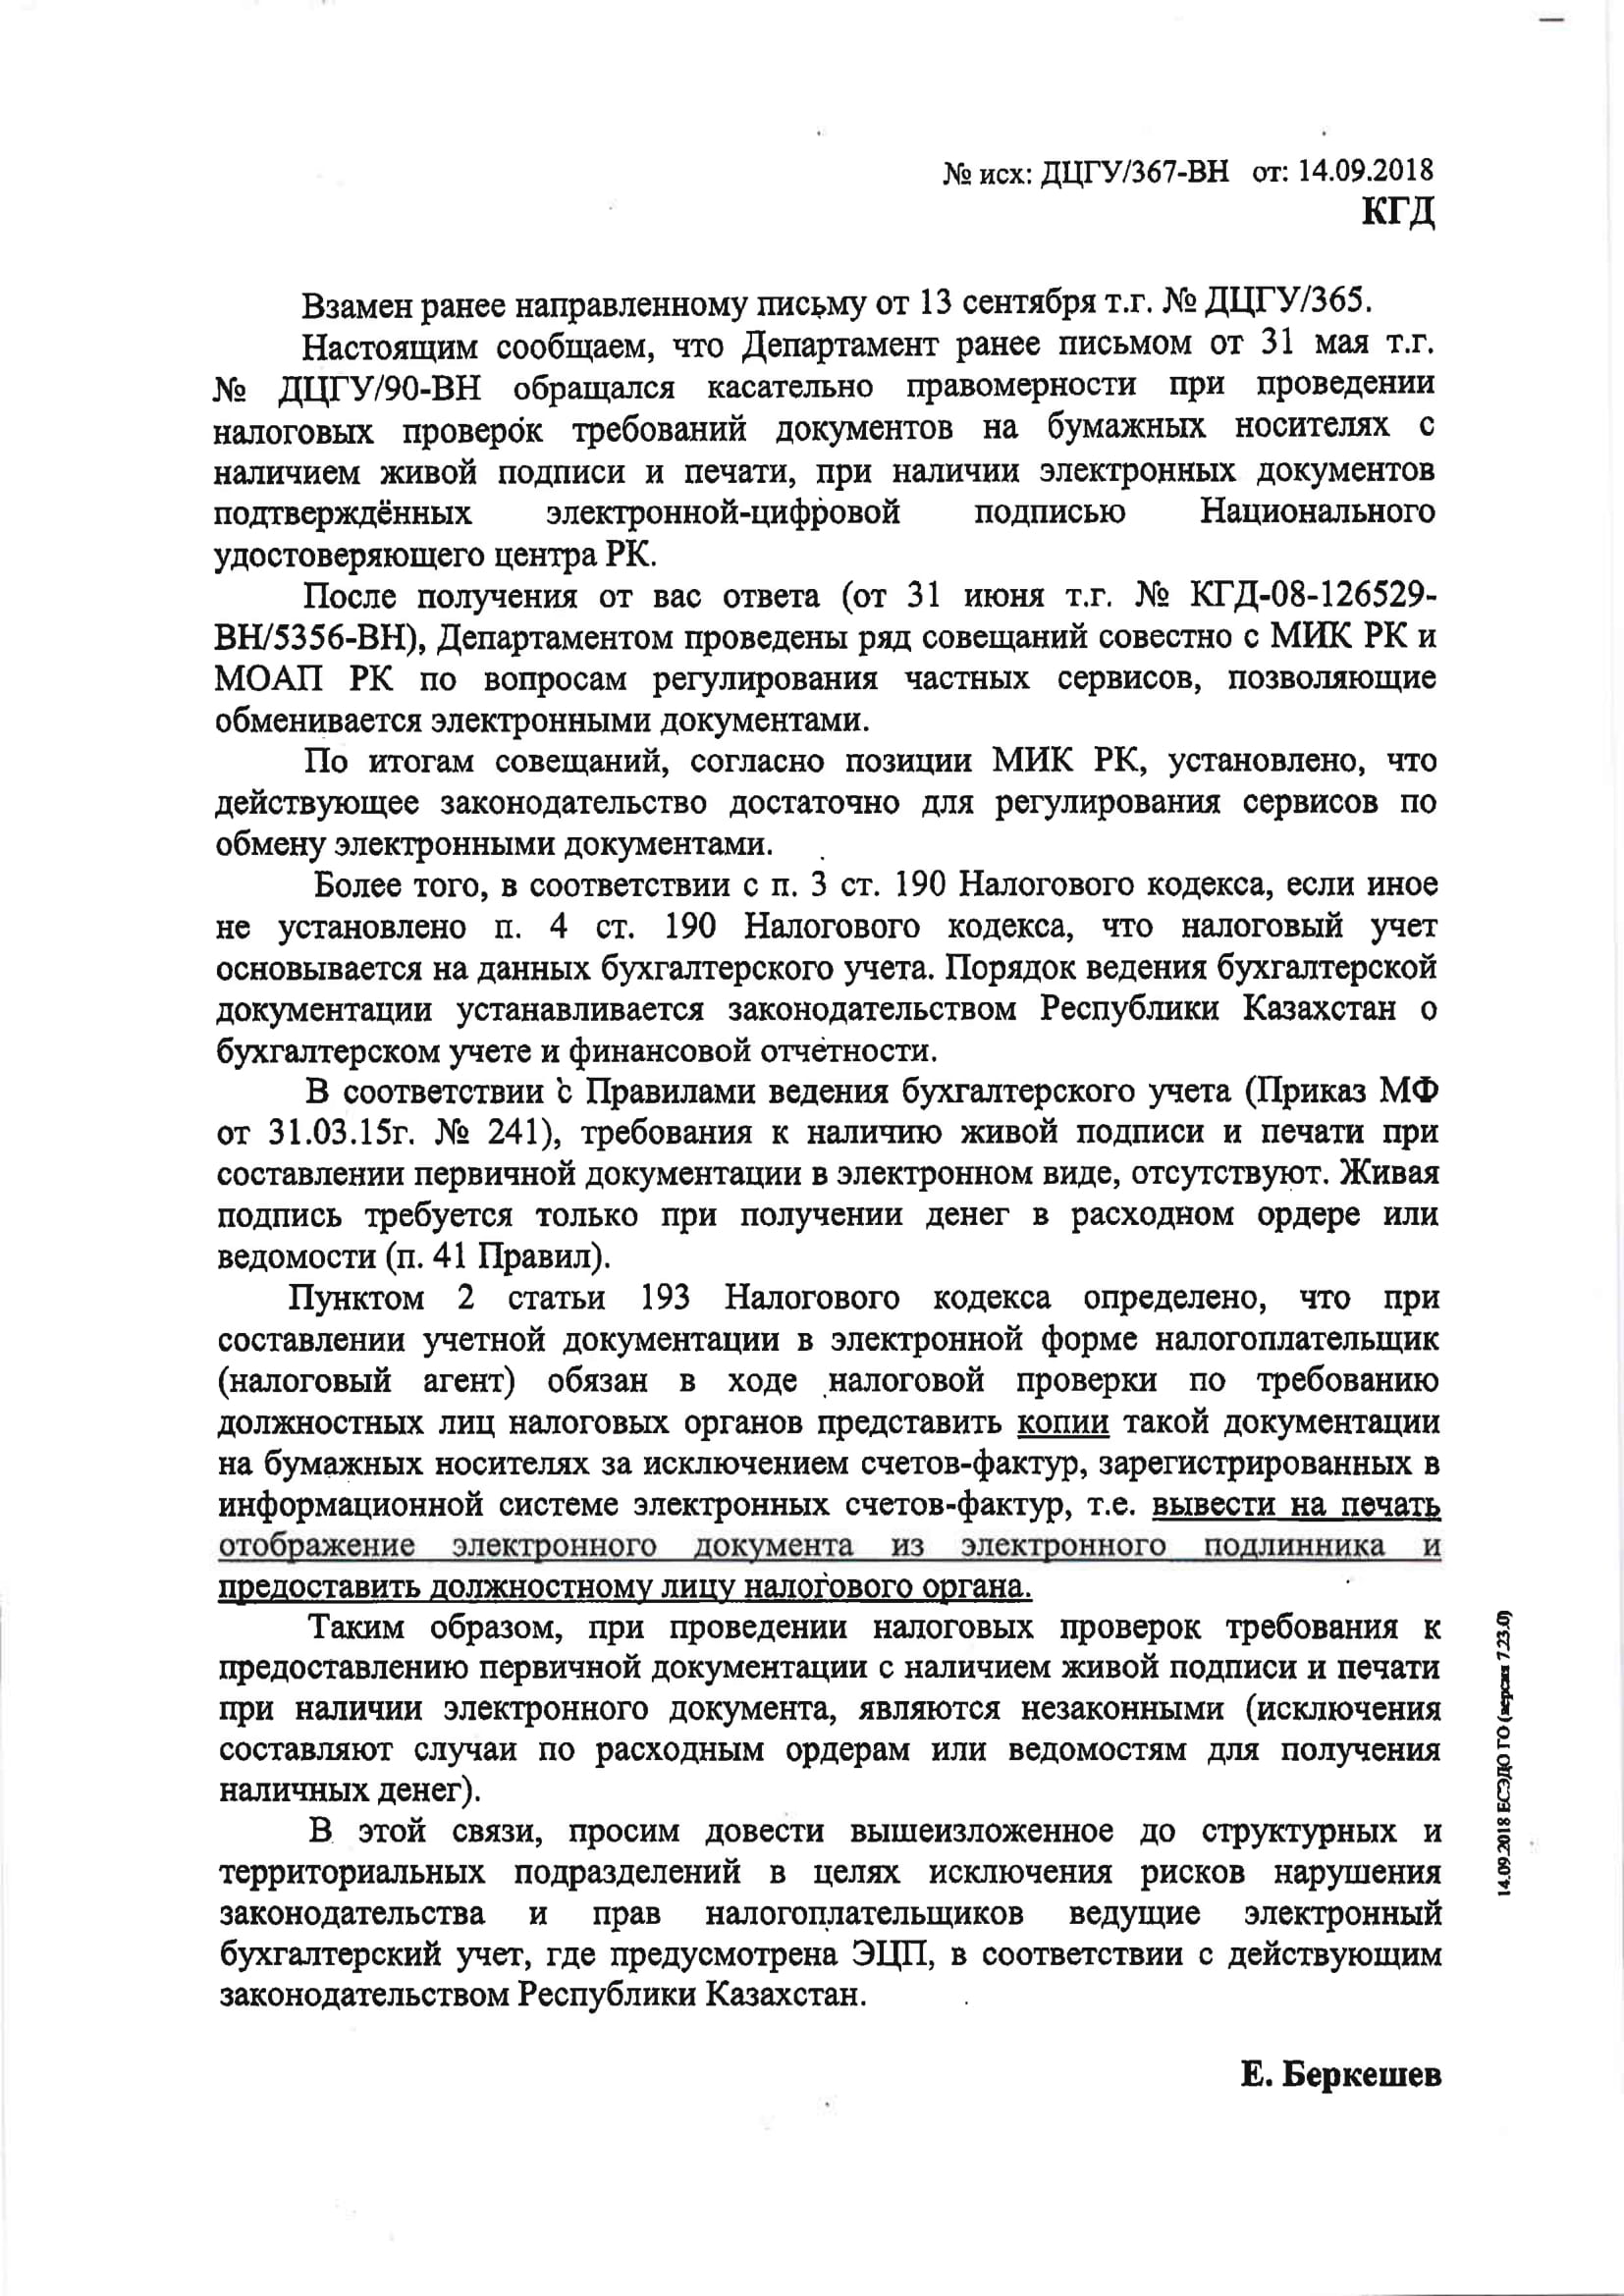 № исх: ДЦГУ/367-ВН от: 14.09.2018
КГД
Взамен ранее направленному письму от 13 сентября т.г. № ДЦГУ/365.
Настоящим сообщаем, что Департамент ранее письмом от 31 мая т.г.
№ ДЦГУ/90-ВН обращался касательно правомерности при проведении
налоговых проверок требований документов на бумажных носителях с
наличием живой подписи и печати, при наличии электронных документов
подтверждённых электронной-цифровой подписью Национального
удостоверяющего центра РК.
После получения от вас ответа (от 31 июня т.г. № КГД-08-126529-
ВН/5356-ВН), Департаментом проведены ряд совещаний совестно с МИК РК и
МОАП РК по вопросам регулирования частных сервисов, позволяющие
обменивается электронными документами.
По итогам совещаний, согласно позиции МИК РК, установлено, что
действующее законодательство достаточно для регулирования сервисов по
обмену электронными документами.
Более того, в соответствии с п. 3 ст. 190 Налогового кодекса, если иное
не установлено п. 4 ст. 190 Налогового кодекса, что налоговый учет
основывается на данных бухгалтерского учета. Порядок ведения бухгалтерской
документации устанавливается законодательством Республики Казахстан о
бухгалтерском учете и финансовой отчетности.
В соответствии с Правилами ведения бухгалтерского учета (Приказ МФ
от 31.03.15г. № 241), требования к наличию живой подписи и печати при
составлении первичной документации в электронном виде, отсутствуют. Живая
подпись требуется только при получении денег в расходном ордере или
ведомости (п. 41 Правил).
Пунктом 2 статьи 193 Налогового кодекса определено, что при
составлении учетной документации в электронной форме налогоплательщик
(налоговый агент) обязан в ходе налоговой проверки по требованию
должностных лиц налоговых органов представить копии такой документации
на бумажных носителях за исключением счетов-фактур, зарегистрированных в
информационной системе электронных счетов-фактур, т.е. вывести на печать
отображение электронного документа из электронного подлинника и
предоставить должностному лицу налогового органа.
Таким образом, при проведении налоговых проверок требования к
предоставлению первичной документации с наличием живой подписи и печати
при наличии электронного документа, являются незаконными (исключения
составляют случаи по расходным ордерам или ведомостям для получения
наличных денег).
В этой связи, просим довести вышеизложенное до структурных и
территориальных подразделений в целях исключения рисков нарушения
законодательства и прав налогоплательщиков ведущие электронный
бухгалтерский учет, где предусмотрена ЭЦП, в соответствии с действующим
законодательством Республики Казахстан.
Е. Беркешев
14.09.2018 ЕСЭДО ГО (версия 7.23.0)